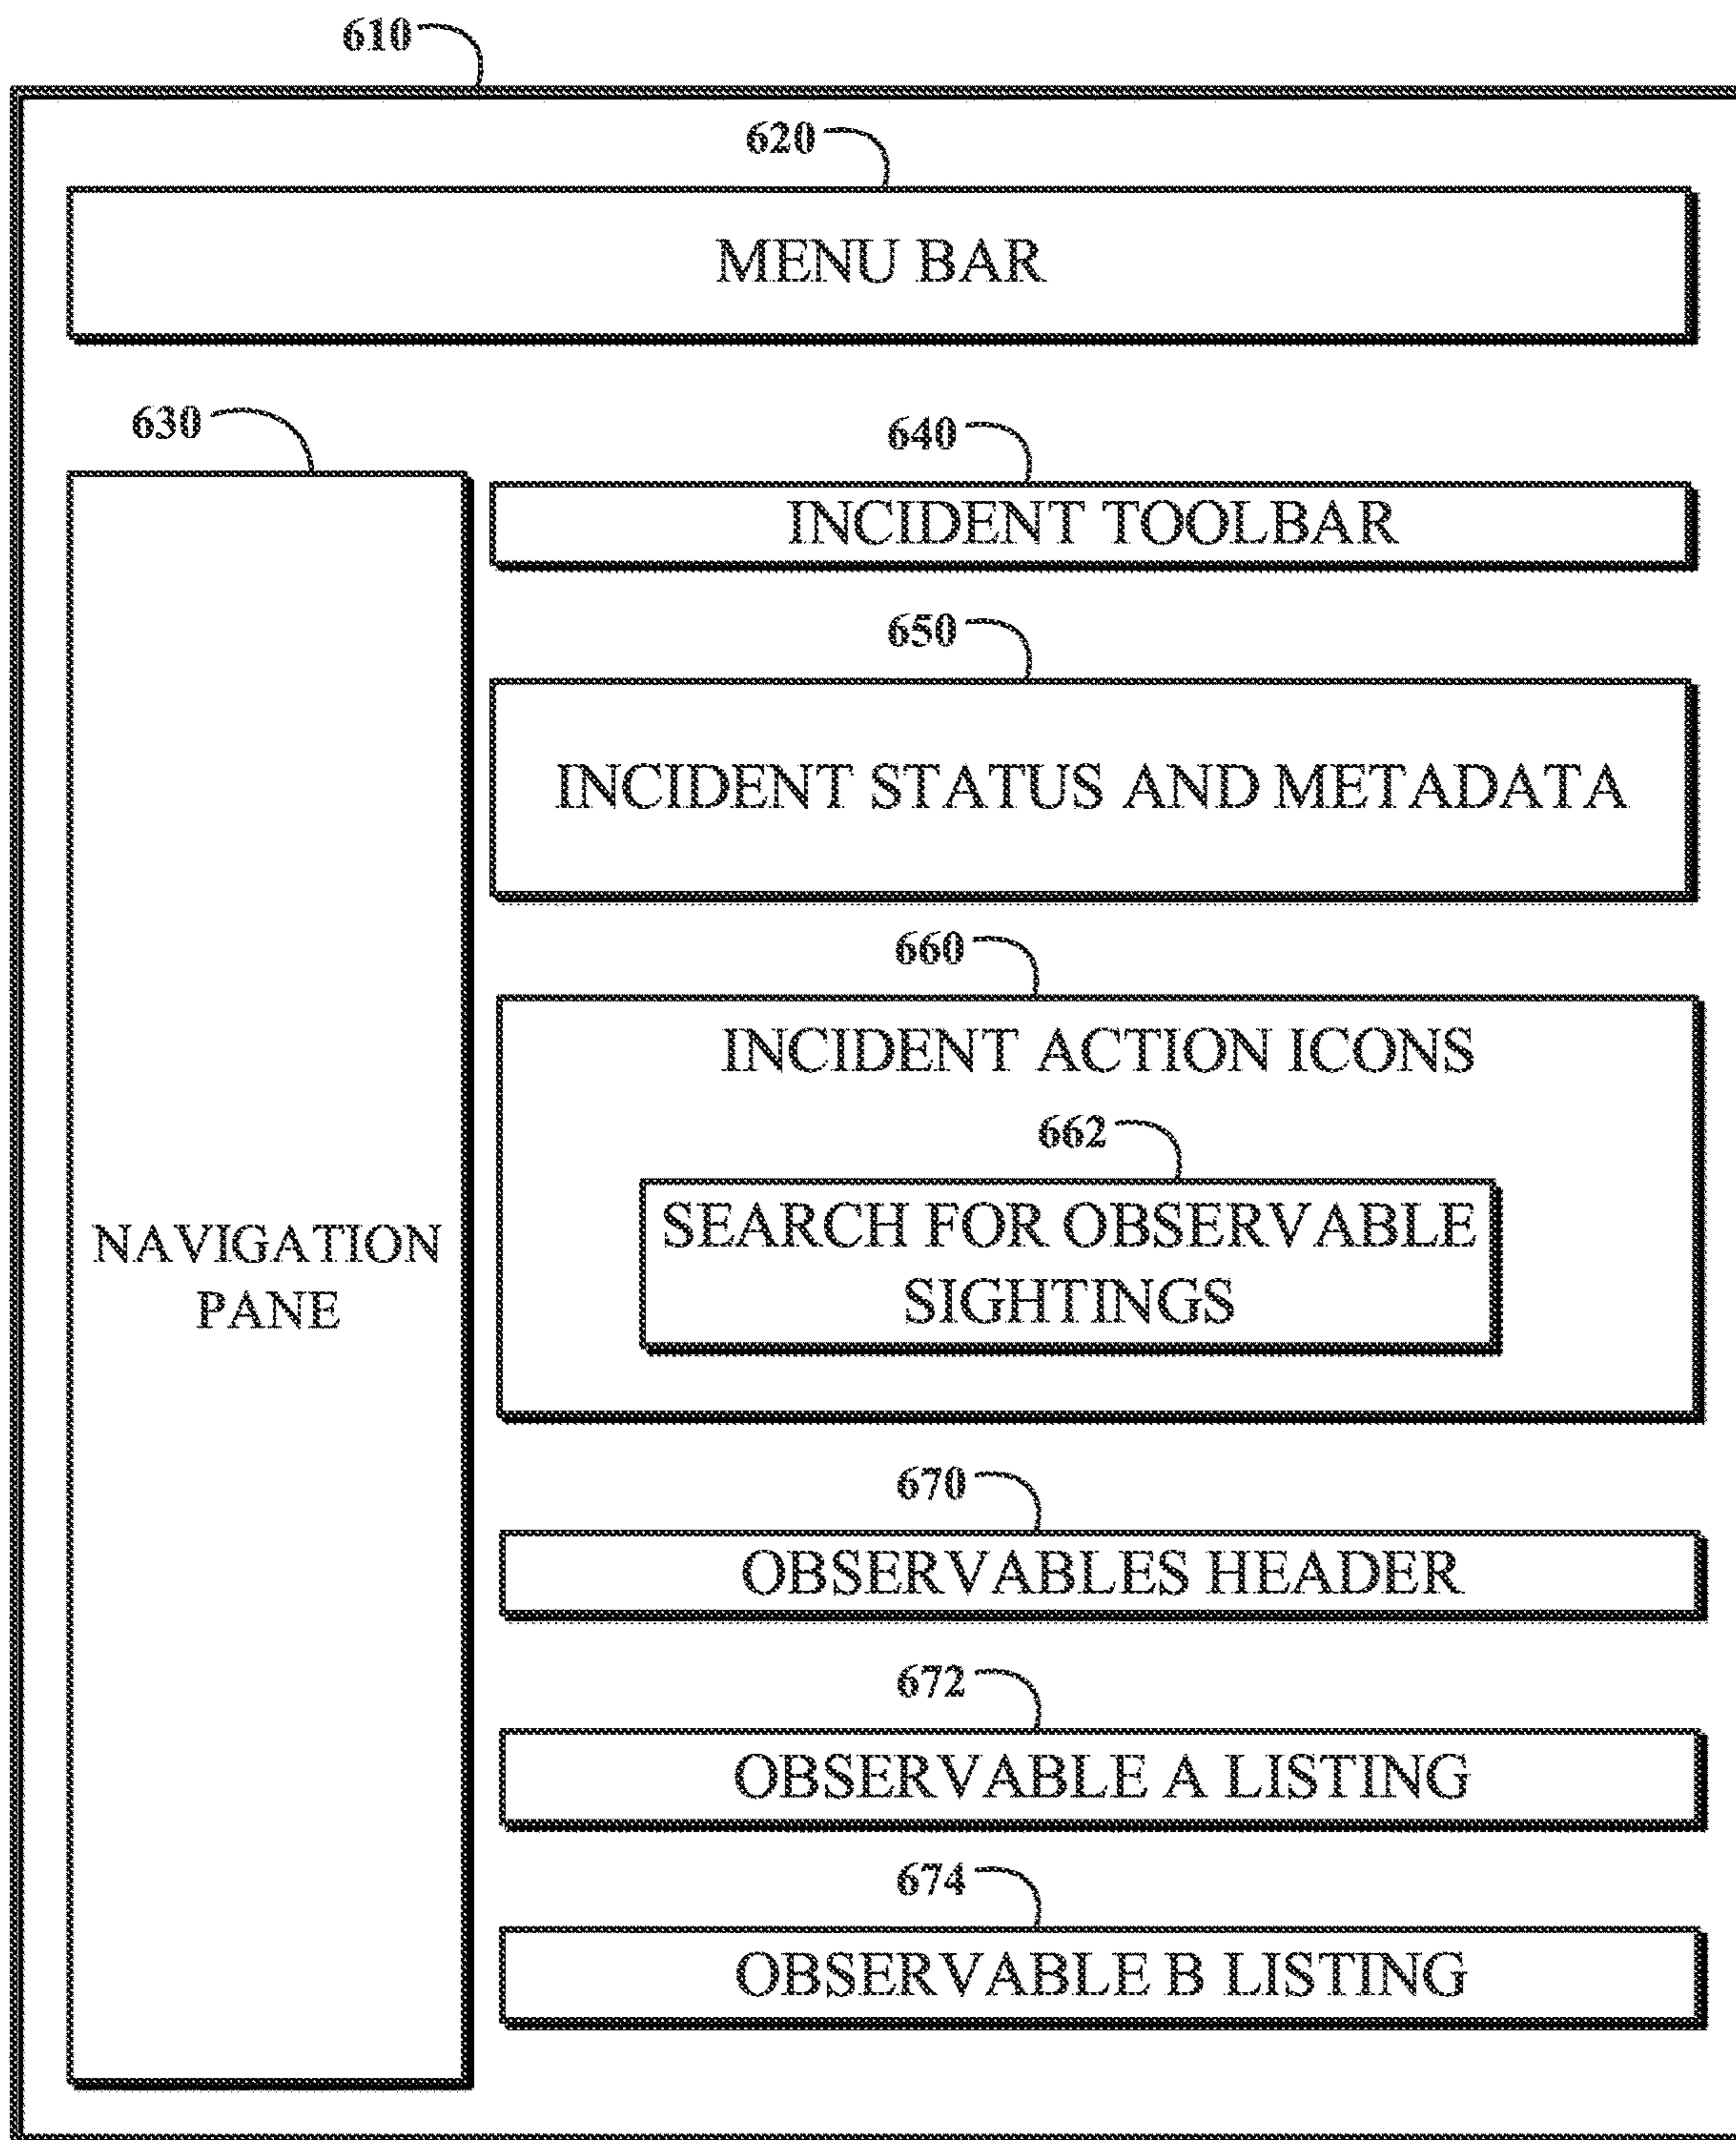 610
620
MENU BAR
630
NAVIGATION
PANE
640
INCIDENT TOOLBAR
650
INCIDENT STATUS AND METADATA
660
INCIDENT ACTION ICONS
662
SEARCH FOR OBSERVABLE
SIGHTINGS
670
OBSERVABLES HEADER
672
OBSERVABLE A LISTING
674
OBSERVABLE B LISTING